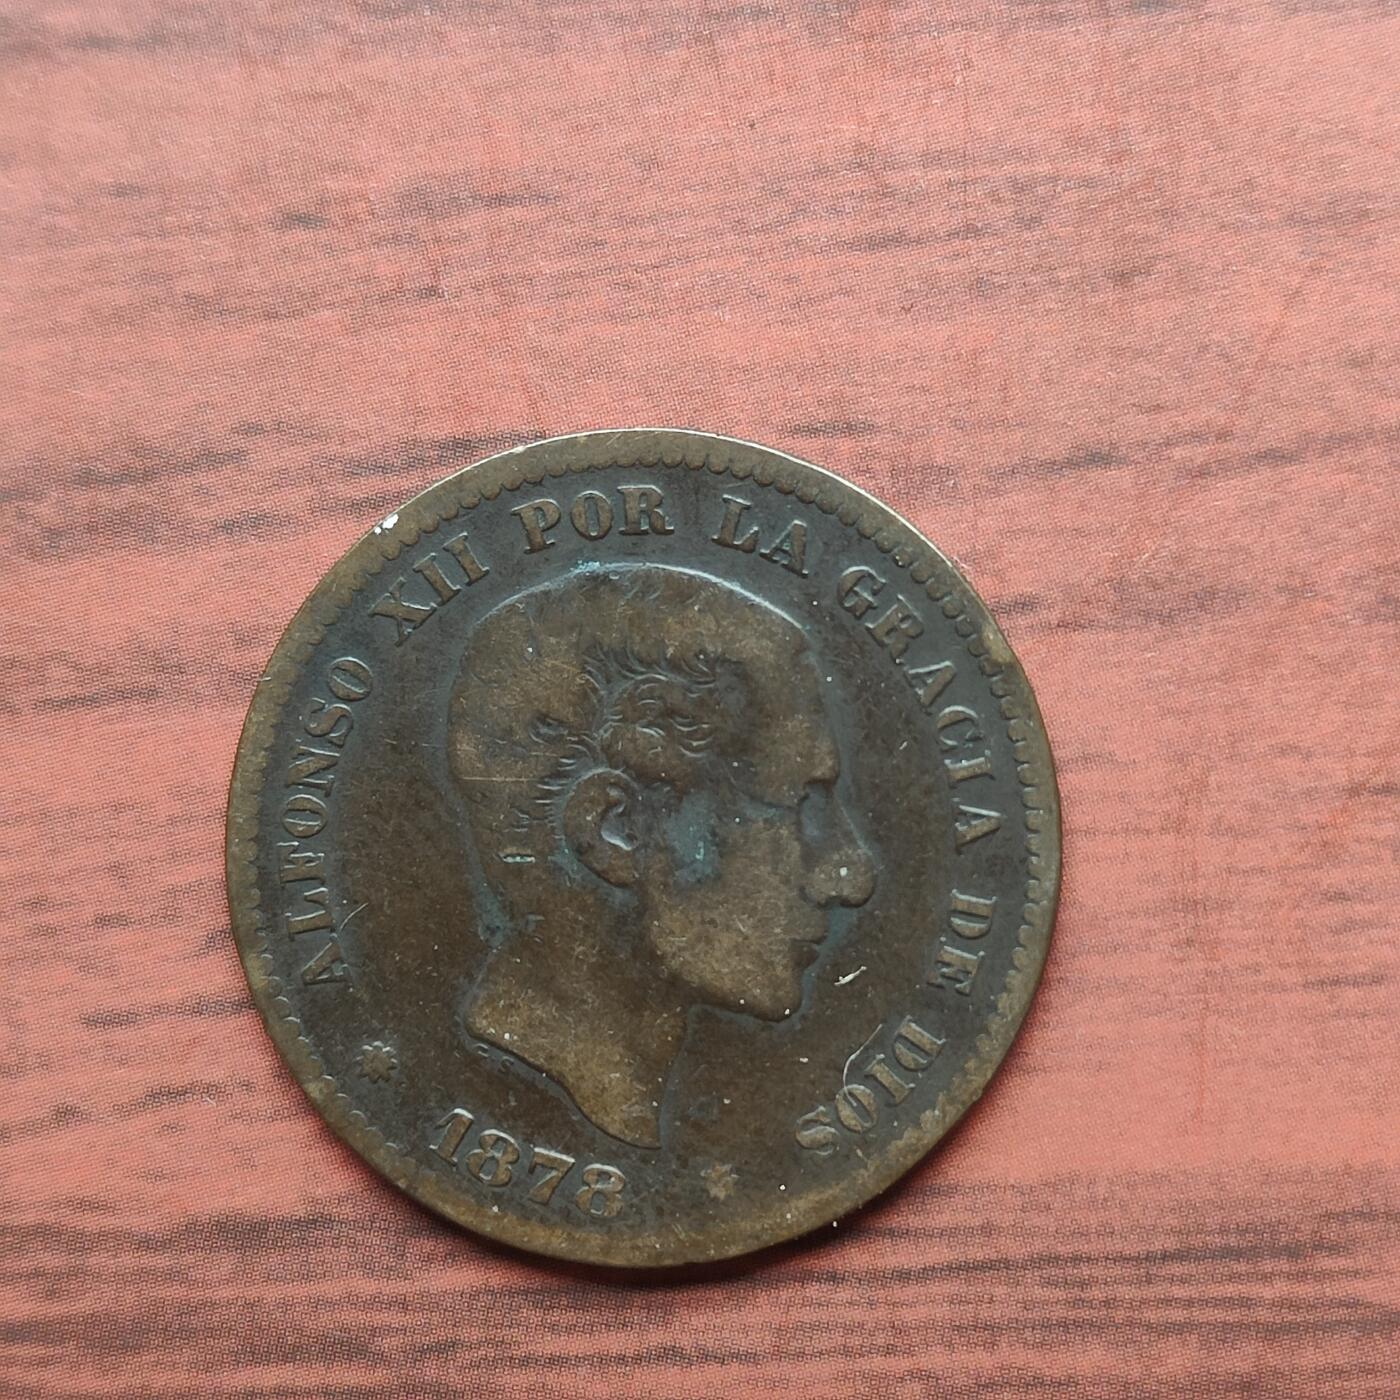 ALFONSO XII POR LA GRACIA DE DIOS
1878